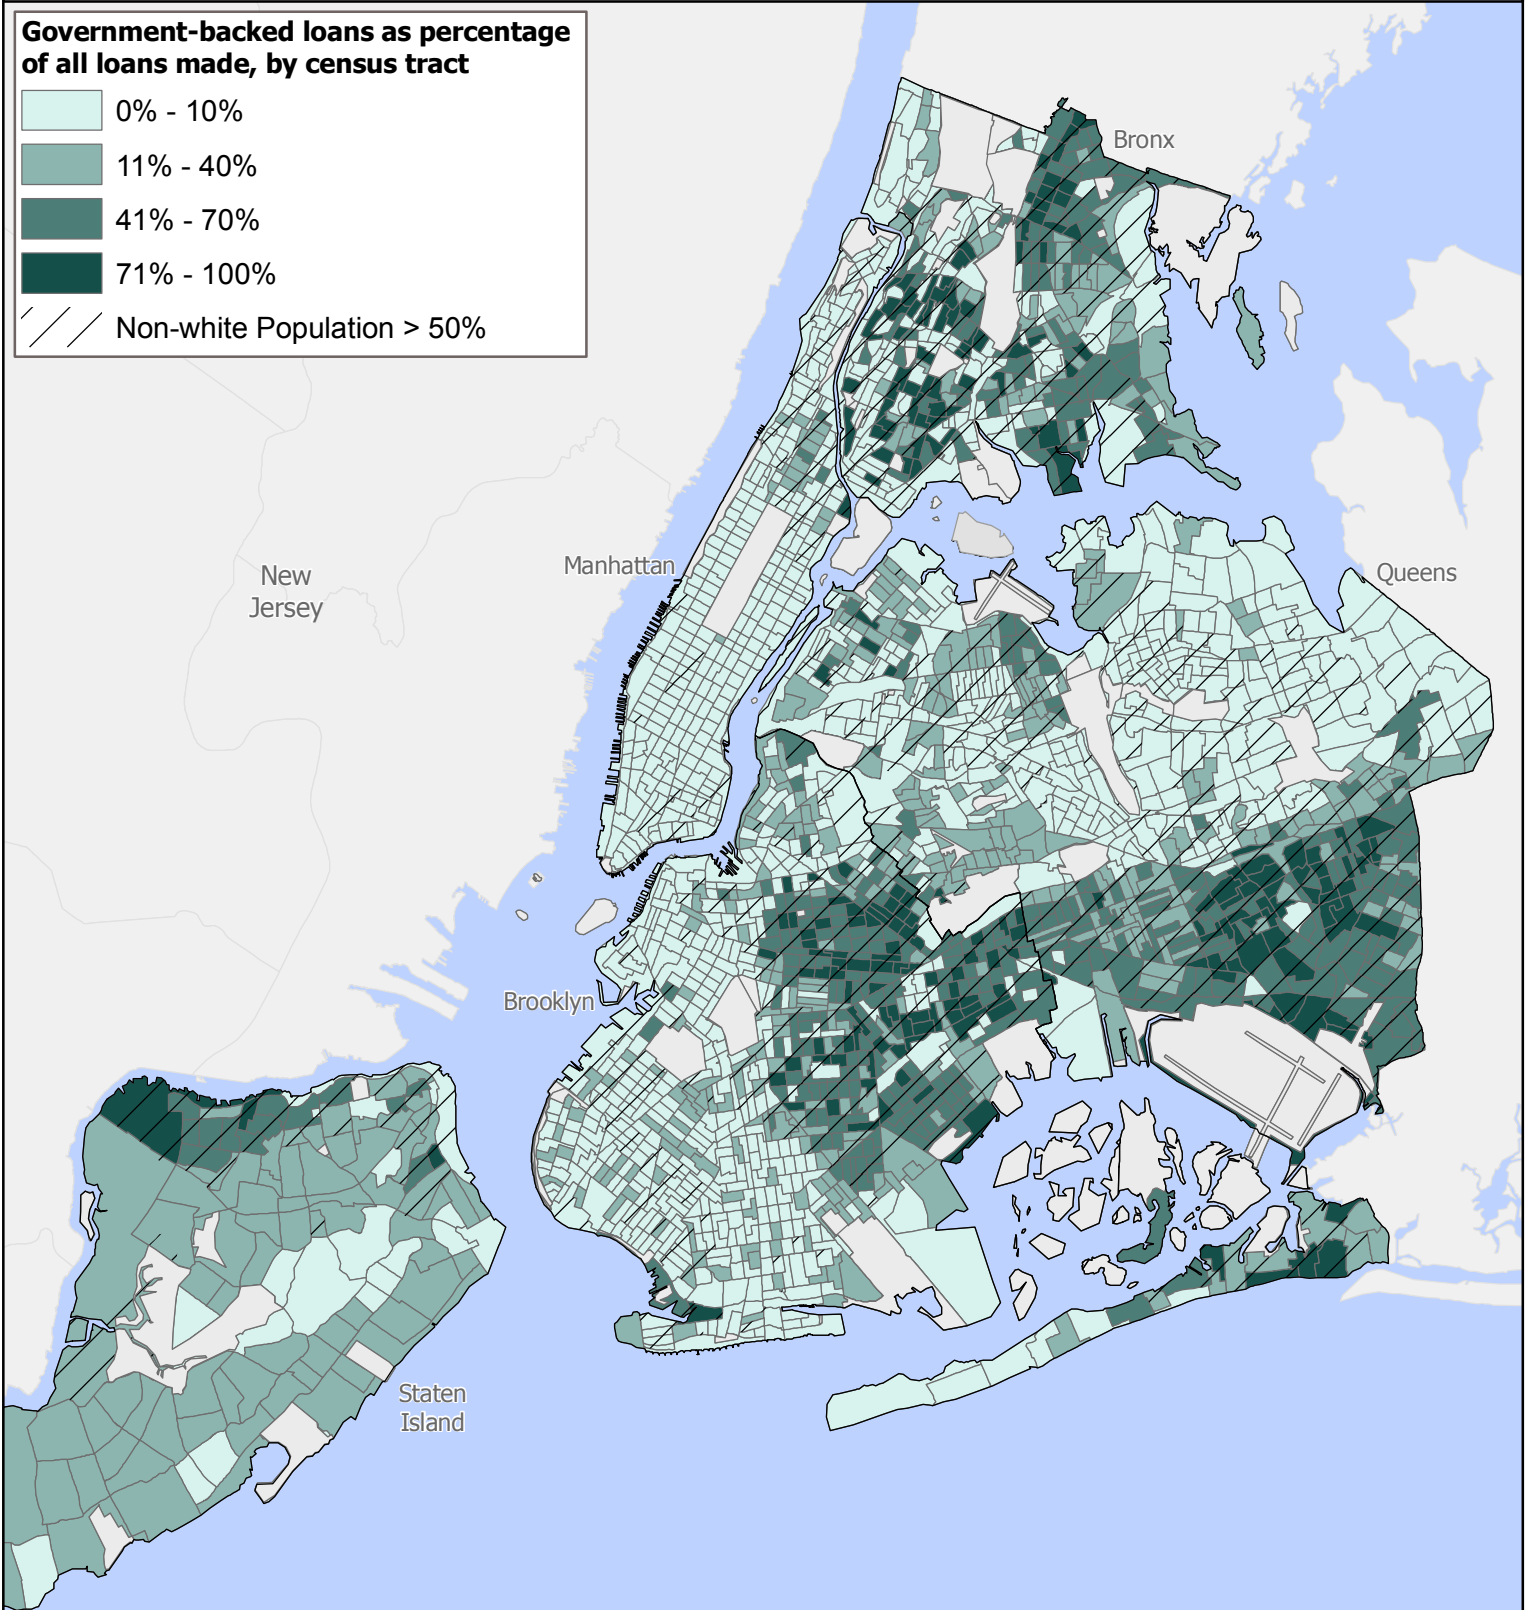 Government-backed loans as percentage
of all loans made, by census tract
0% - 10%
11% - 40%
41% - 70%
71% - 100%
Non-white Population > 50%
Bronx
Manhattan
New
Jersey
Queens
Brooklyn
Staten
Island